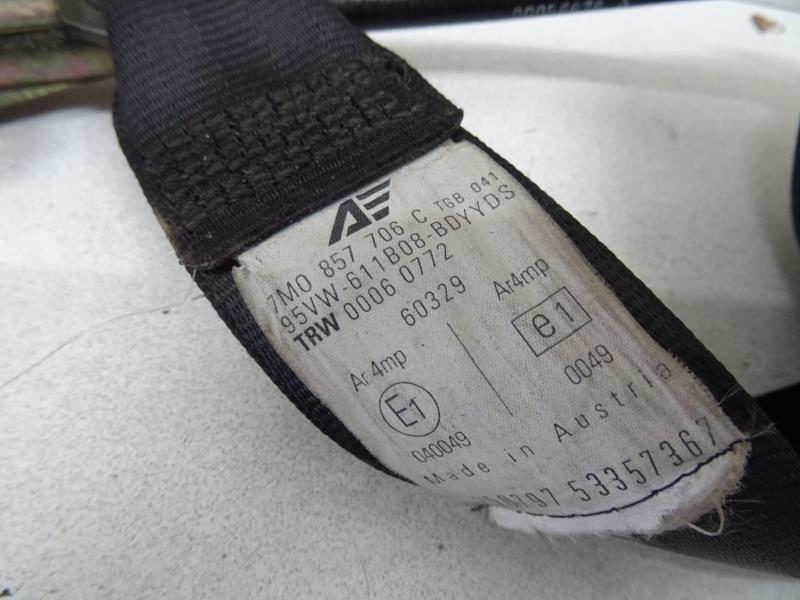 AE
7M0 857 706 C TGB 041
95VW-611B08-BDYYDS
TRW 0006 0772
60329
Ar4mp Ar4mp
E1 e1
040049 0049
Made in Austria
53357367